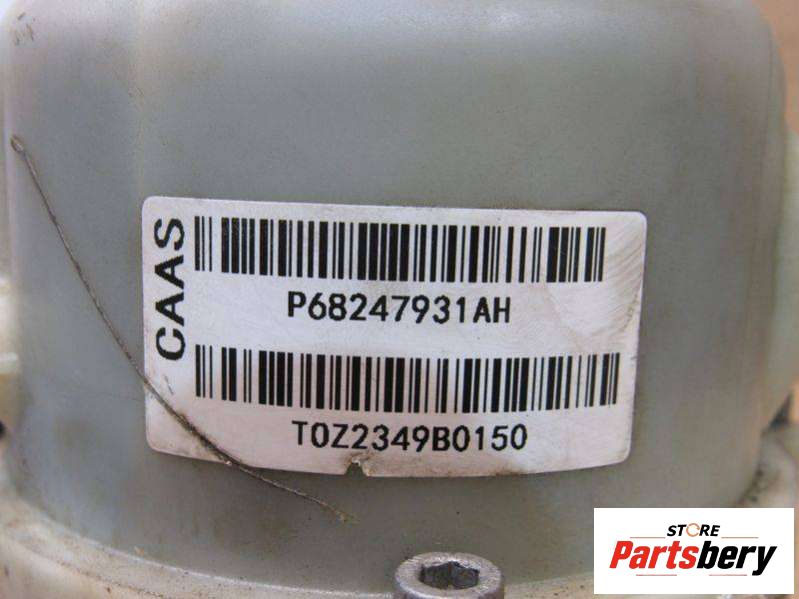 CAAS
P68247931AH
T0Z2349B0150
STORE
Partsbery